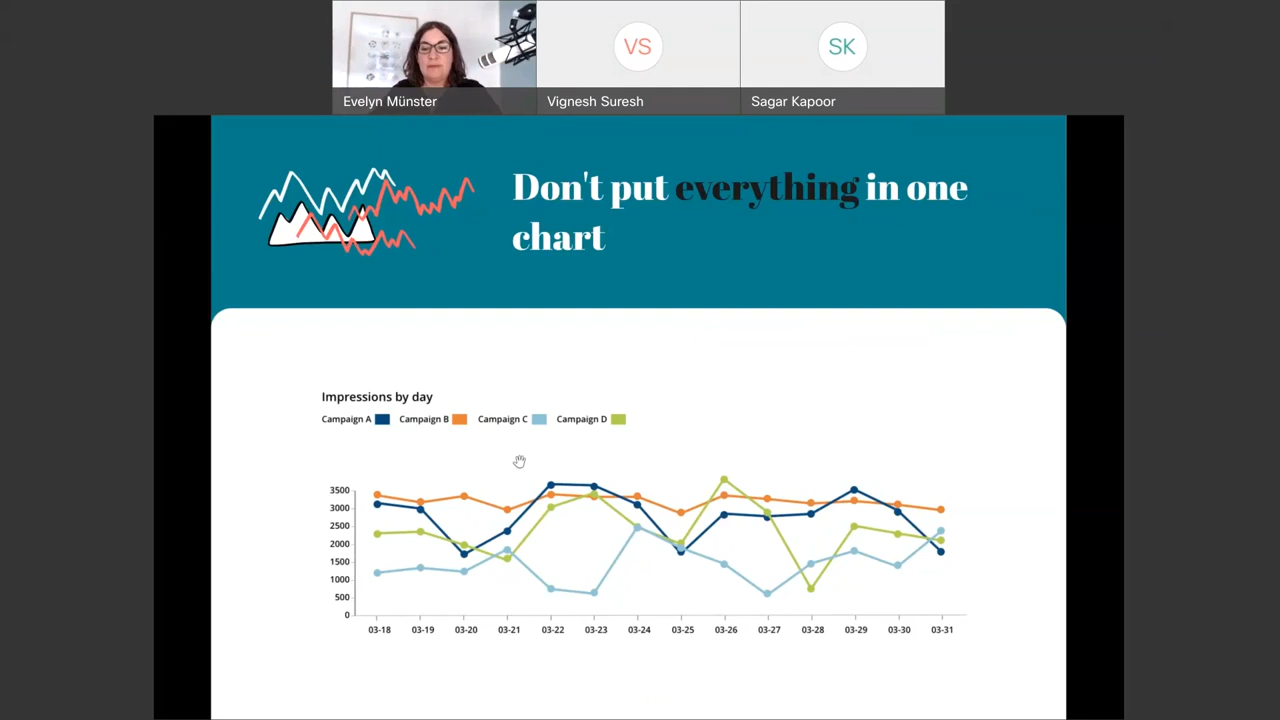 VS
SK
Evelyn Münster
Vignesh Suresh
Sagar Kapoor
Don't put everything in one
chart
Impressions by day
Campaign A Campaign B Campaign C Campaign D
3500
3000
2500
2000
1500
1000
500
0
03-18 03-19 03-20 03-21 03-22 03-23 03-24 03-25 03-26 03-27 03-28 03-29 03-30 03-31